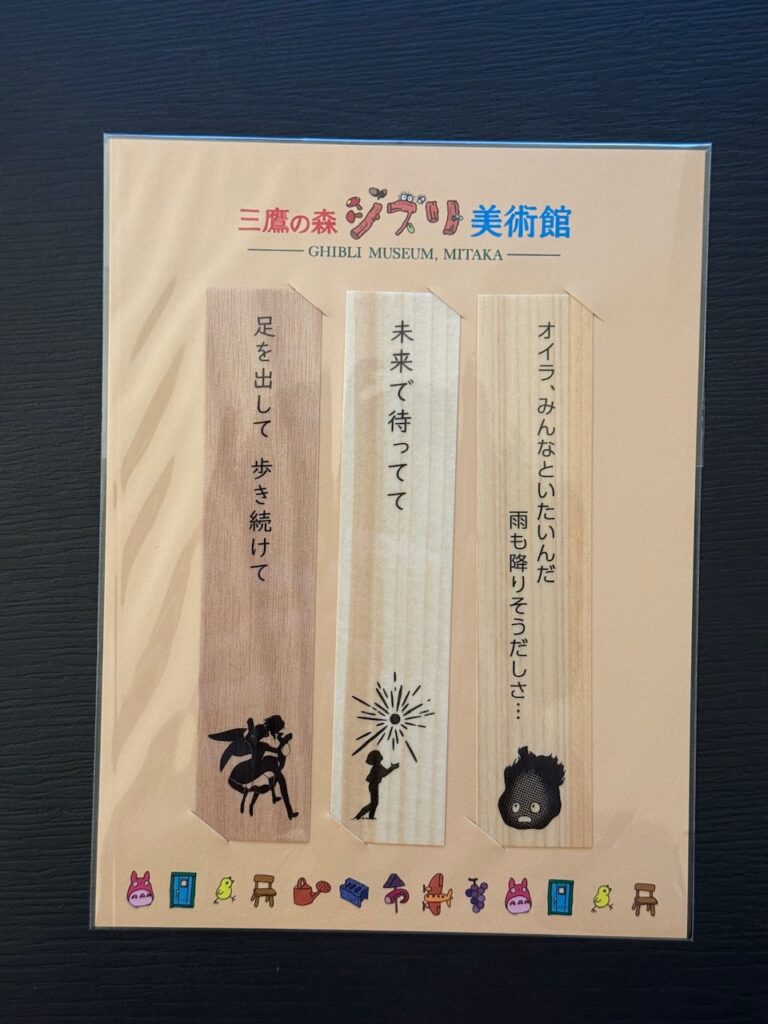 三鷹の森ジブリ美術館
GHIBLI MUSEUM, MITAKA
オイラ、みんなといたいんだ
雨も降りそうだしさ…
未来で待ってて
足を出して 歩き続けて